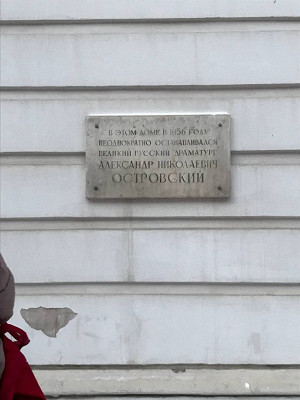 В ЭТОМ ДОМЕ В 1856 ГОДУ
НЕОДНОКРАТНО ОСТАНАВЛИВАЛСЯ
ВЕЛИКИЙ РУССКИЙ ДРАМАТУРГ
АЛЕКСАНДР НИКОЛАЕВИЧ
ОСТРОВСКИЙ